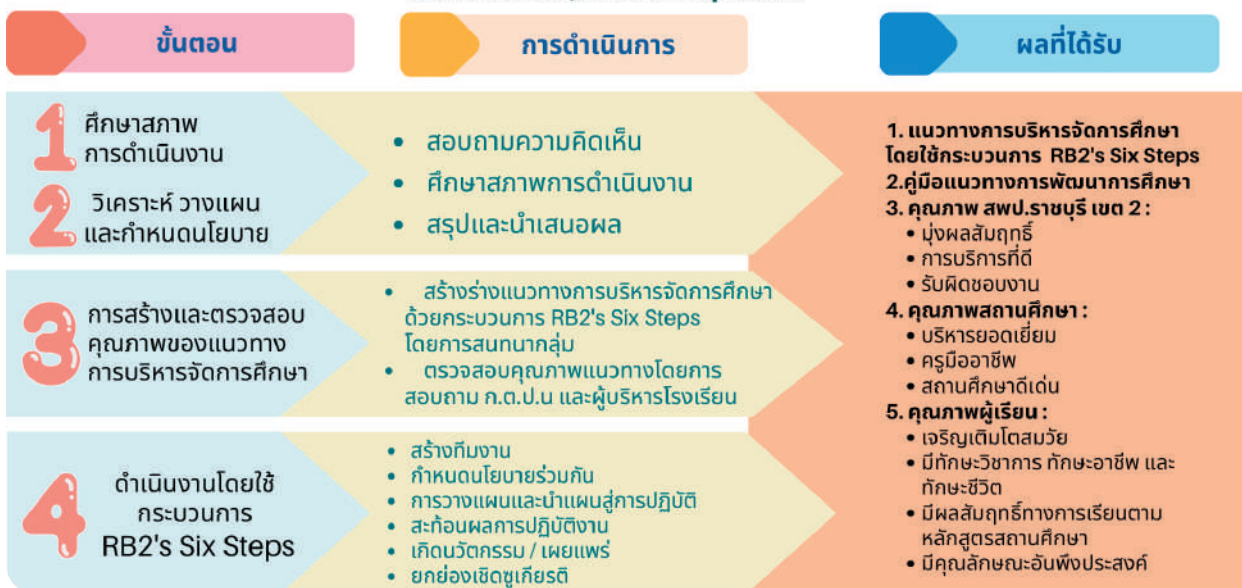 ขั้นตอน
การดำเนินการ
ผลที่ได้รับ
1
ศึกษาสภาพ
การดำเนินงาน
2
วิเคราะห์ วางแผน
และกำหนดนโยบาย
• สอบถามความคิดเห็น
• ศึกษาสภาพการดำเนินงาน
• สรุปและนำเสนอผล
3
การสร้างและตรวจสอบ
คุณภาพของแนวทาง
การบริหารจัดการศึกษา
• สร้างร่างแนวทางการบริหารจัดการศึกษา
ด้วยกระบวนการ RB2's Six Steps
โดยการสนทนากลุ่ม
• ตรวจสอบคุณภาพแนวทางโดยการ
สอบถาม ก.ต.ป.น และผู้บริหารโรงเรียน
4
ดำเนินงานโดยใช้
กระบวนการ
RB2's Six Steps
• สร้างทีมงาน
• กำหนดนโยบายร่วมกัน
• การวางแผนและนำแผนสู่การปฏิบัติ
• สะท้อนผลการปฏิบัติงาน
• เกิดนวัตกรรม / เผยแพร่
• ยกย่องเชิดชูเกียรติ
1. แนวทางการบริหารจัดการศึกษา
โดยใช้กระบวนการ RB2's Six Steps
2.คู่มือแนวทางการพัฒนาการศึกษา
3. คุณภาพ สพป.ราชบุรี เขต 2 :
• มุ่งผลสัมฤทธิ์
• การบริการที่ดี
• รับผิดชอบงาน
4. คุณภาพสถานศึกษา :
• บริหารยอดเยี่ยม
• ครูมืออาชีพ
• สถานศึกษาดีเด่น
5. คุณภาพผู้เรียน :
• เจริญเติมโตสมวัย
• มีทักษะวิชาการ ทักษะอาชีพ และ
ทักษะชีวิต
• มีผลสัมฤทธิ์ทางการเรียนตาม
หลักสูตรสถานศึกษา
• มีคุณลักษณะอันพึงประสงค์